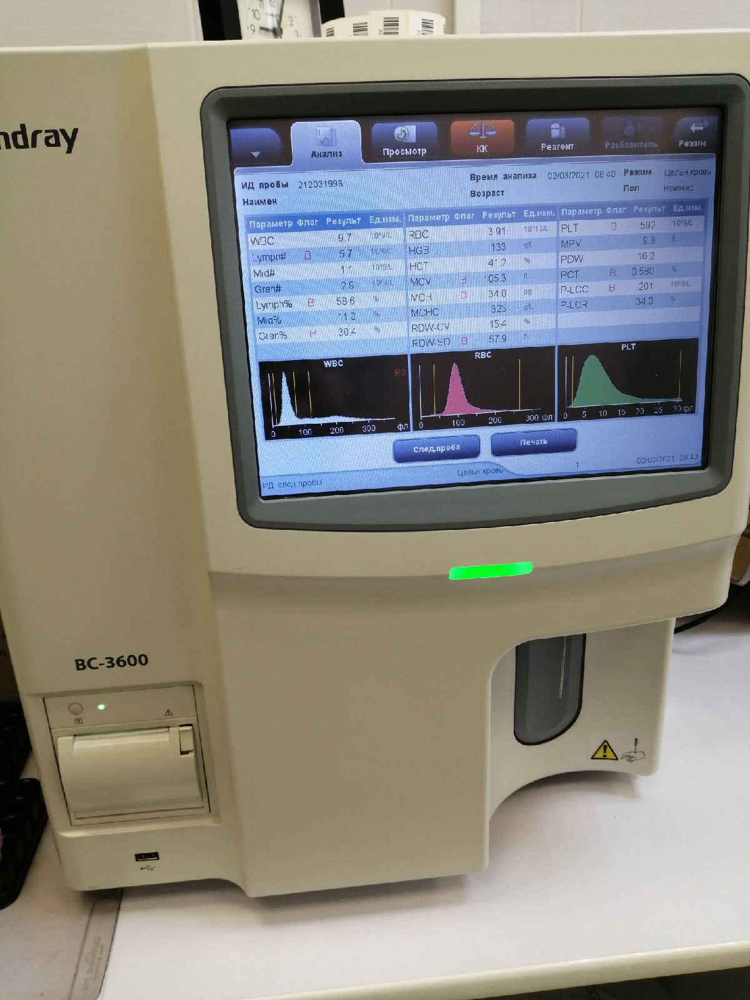 ndray
Анализ
Просмотр
КК
Реагент
Разбавитель
Режим
ИД пробы 212031996
Время анализа 02/03/2021 08:40 Режим Цельн.кровь
Наимен
Возраст
Пол Неизвес
Параметр Флаг Результ Ед.изм.
WBC 9.7 10^9/L
Lymph# В 5.7 10^9/L
Mid# 1.1 10^9/L
Gran# 2.9 10^9/L
Lymph% В 58.6 %
Mid% %
Gran% Н 30.4 %
Параметр Флаг Результ Ед.изм.
RBC 3.91 10^12/L
HGB 133 g/L
HCT 41.2 %
MCV В 105.3 fl
MCH В 34.0 pg
MCHC 323 g/L
RDW-CV 15.4 %
RDW-SD В 57.9 fl
Параметр Флаг Результ Ед.изм.
PLT В 592 10^9/L
MPV 9.8 fL
PDW 16.2
PCT В 0.580 %
P-LCC В 201 10^9/L
P-LCR 34.0 %
WBC
0 100 200 300 фл
RBC
0 100 200 300 фл
PLT
0 5 10 15 20 25 30 фл
След.проба
Печать
ИД след.пробы
Цельн кровь
1
02/03/2021 08:43
BC-3600